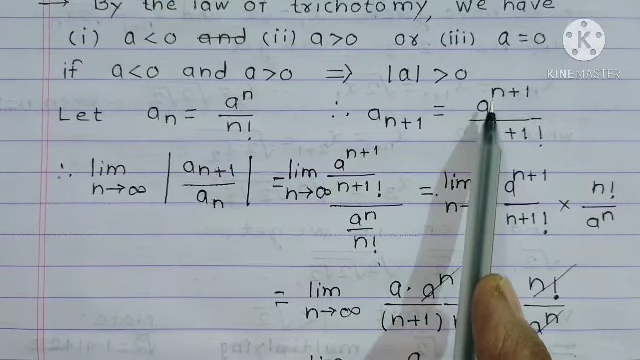 → By the law of trichotomy, we have
(i) a<0 and (ii) a>0 or (iii) a=0
if a<0 and a>0 ⇒ |a|>0
Let aₙ = aⁿ/n! ∴ aₙ₊₁ = aⁿ⁺¹/ +1!
∴ lim n→∞ |aₙ₊₁/aₙ| = lim n→∞ (aⁿ⁺¹/n+1!)/(aⁿ/n!) = lim n→ aⁿ⁺¹/n+1! × n!/aⁿ
= lim n→∞ a·aⁿ/(n+1) n!/aⁿ
KINEMASTER